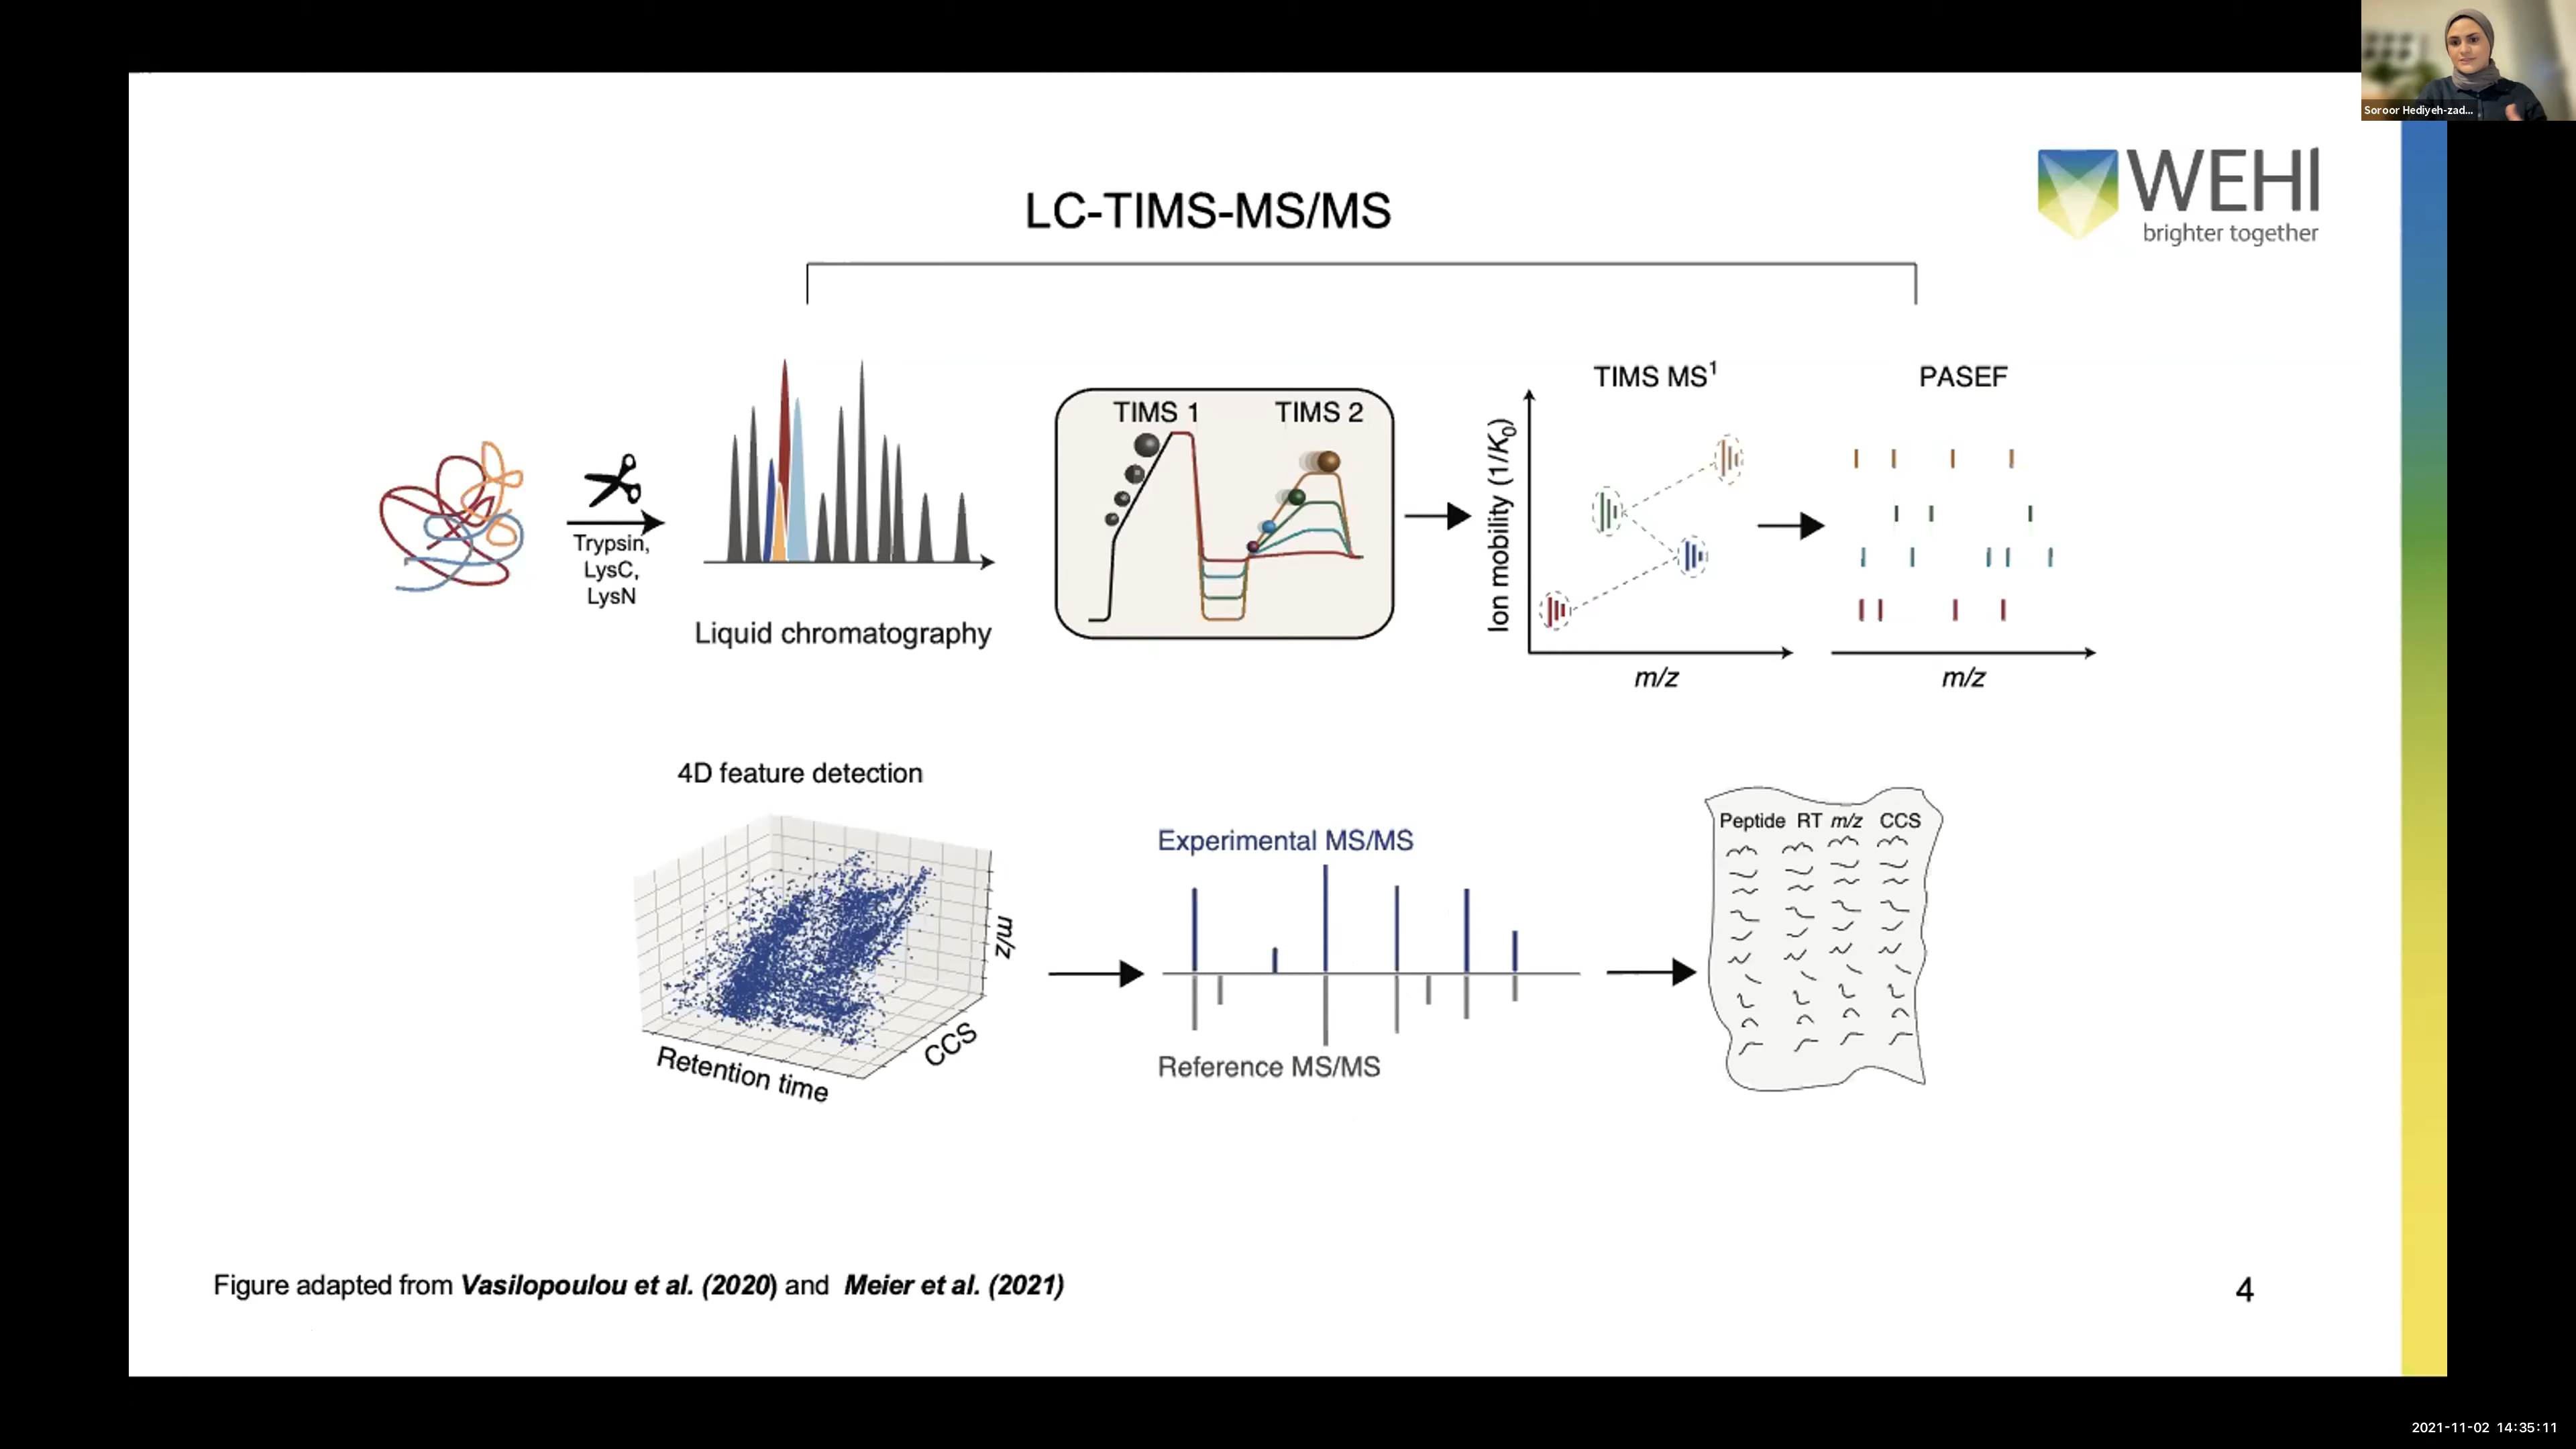 Soroor Hediyeh-zad...
WEHI
brighter together
LC-TIMS-MS/MS
Trypsin,
LysC,
LysN
Liquid chromatography
TIMS 1
TIMS 2
TIMS MS¹
Ion mobility (1/K₀)
m/z
PASEF
m/z
4D feature detection
Retention time
CCS
m/z
Experimental MS/MS
Reference MS/MS
Peptide RT m/z CCS
Figure adapted from Vasilopoulou et al. (2020) and Meier et al. (2021)
4
2021-11-02 14:35:11